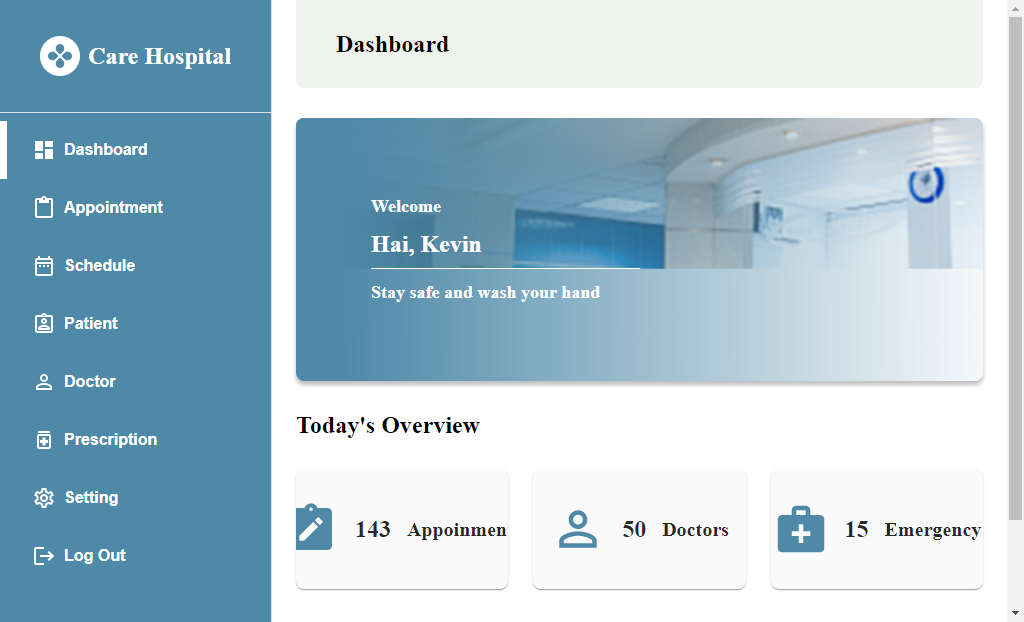 Care Hospital
Dashboard
Appointment
Schedule
Patient
Doctor
Prescription
Setting
Log Out
Dashboard
Welcome
Hai, Kevin
Stay safe and wash your hand
Today's Overview
143 Appoinmen
50 Doctors
15 Emergency